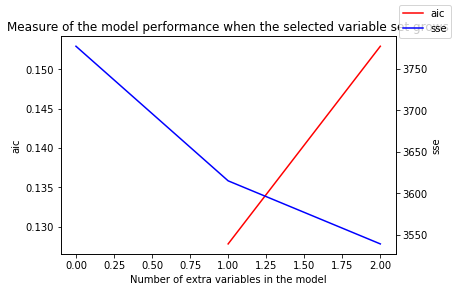 Measure of the model performance when the selected variable set grows
aic
sse
0.150
0.145
0.140
0.135
0.130
aic
3750
3700
3650
3600
3550
sse
0.00 0.25 0.50 0.75 1.00 1.25 1.50 1.75 2.00
Number of extra variables in the model